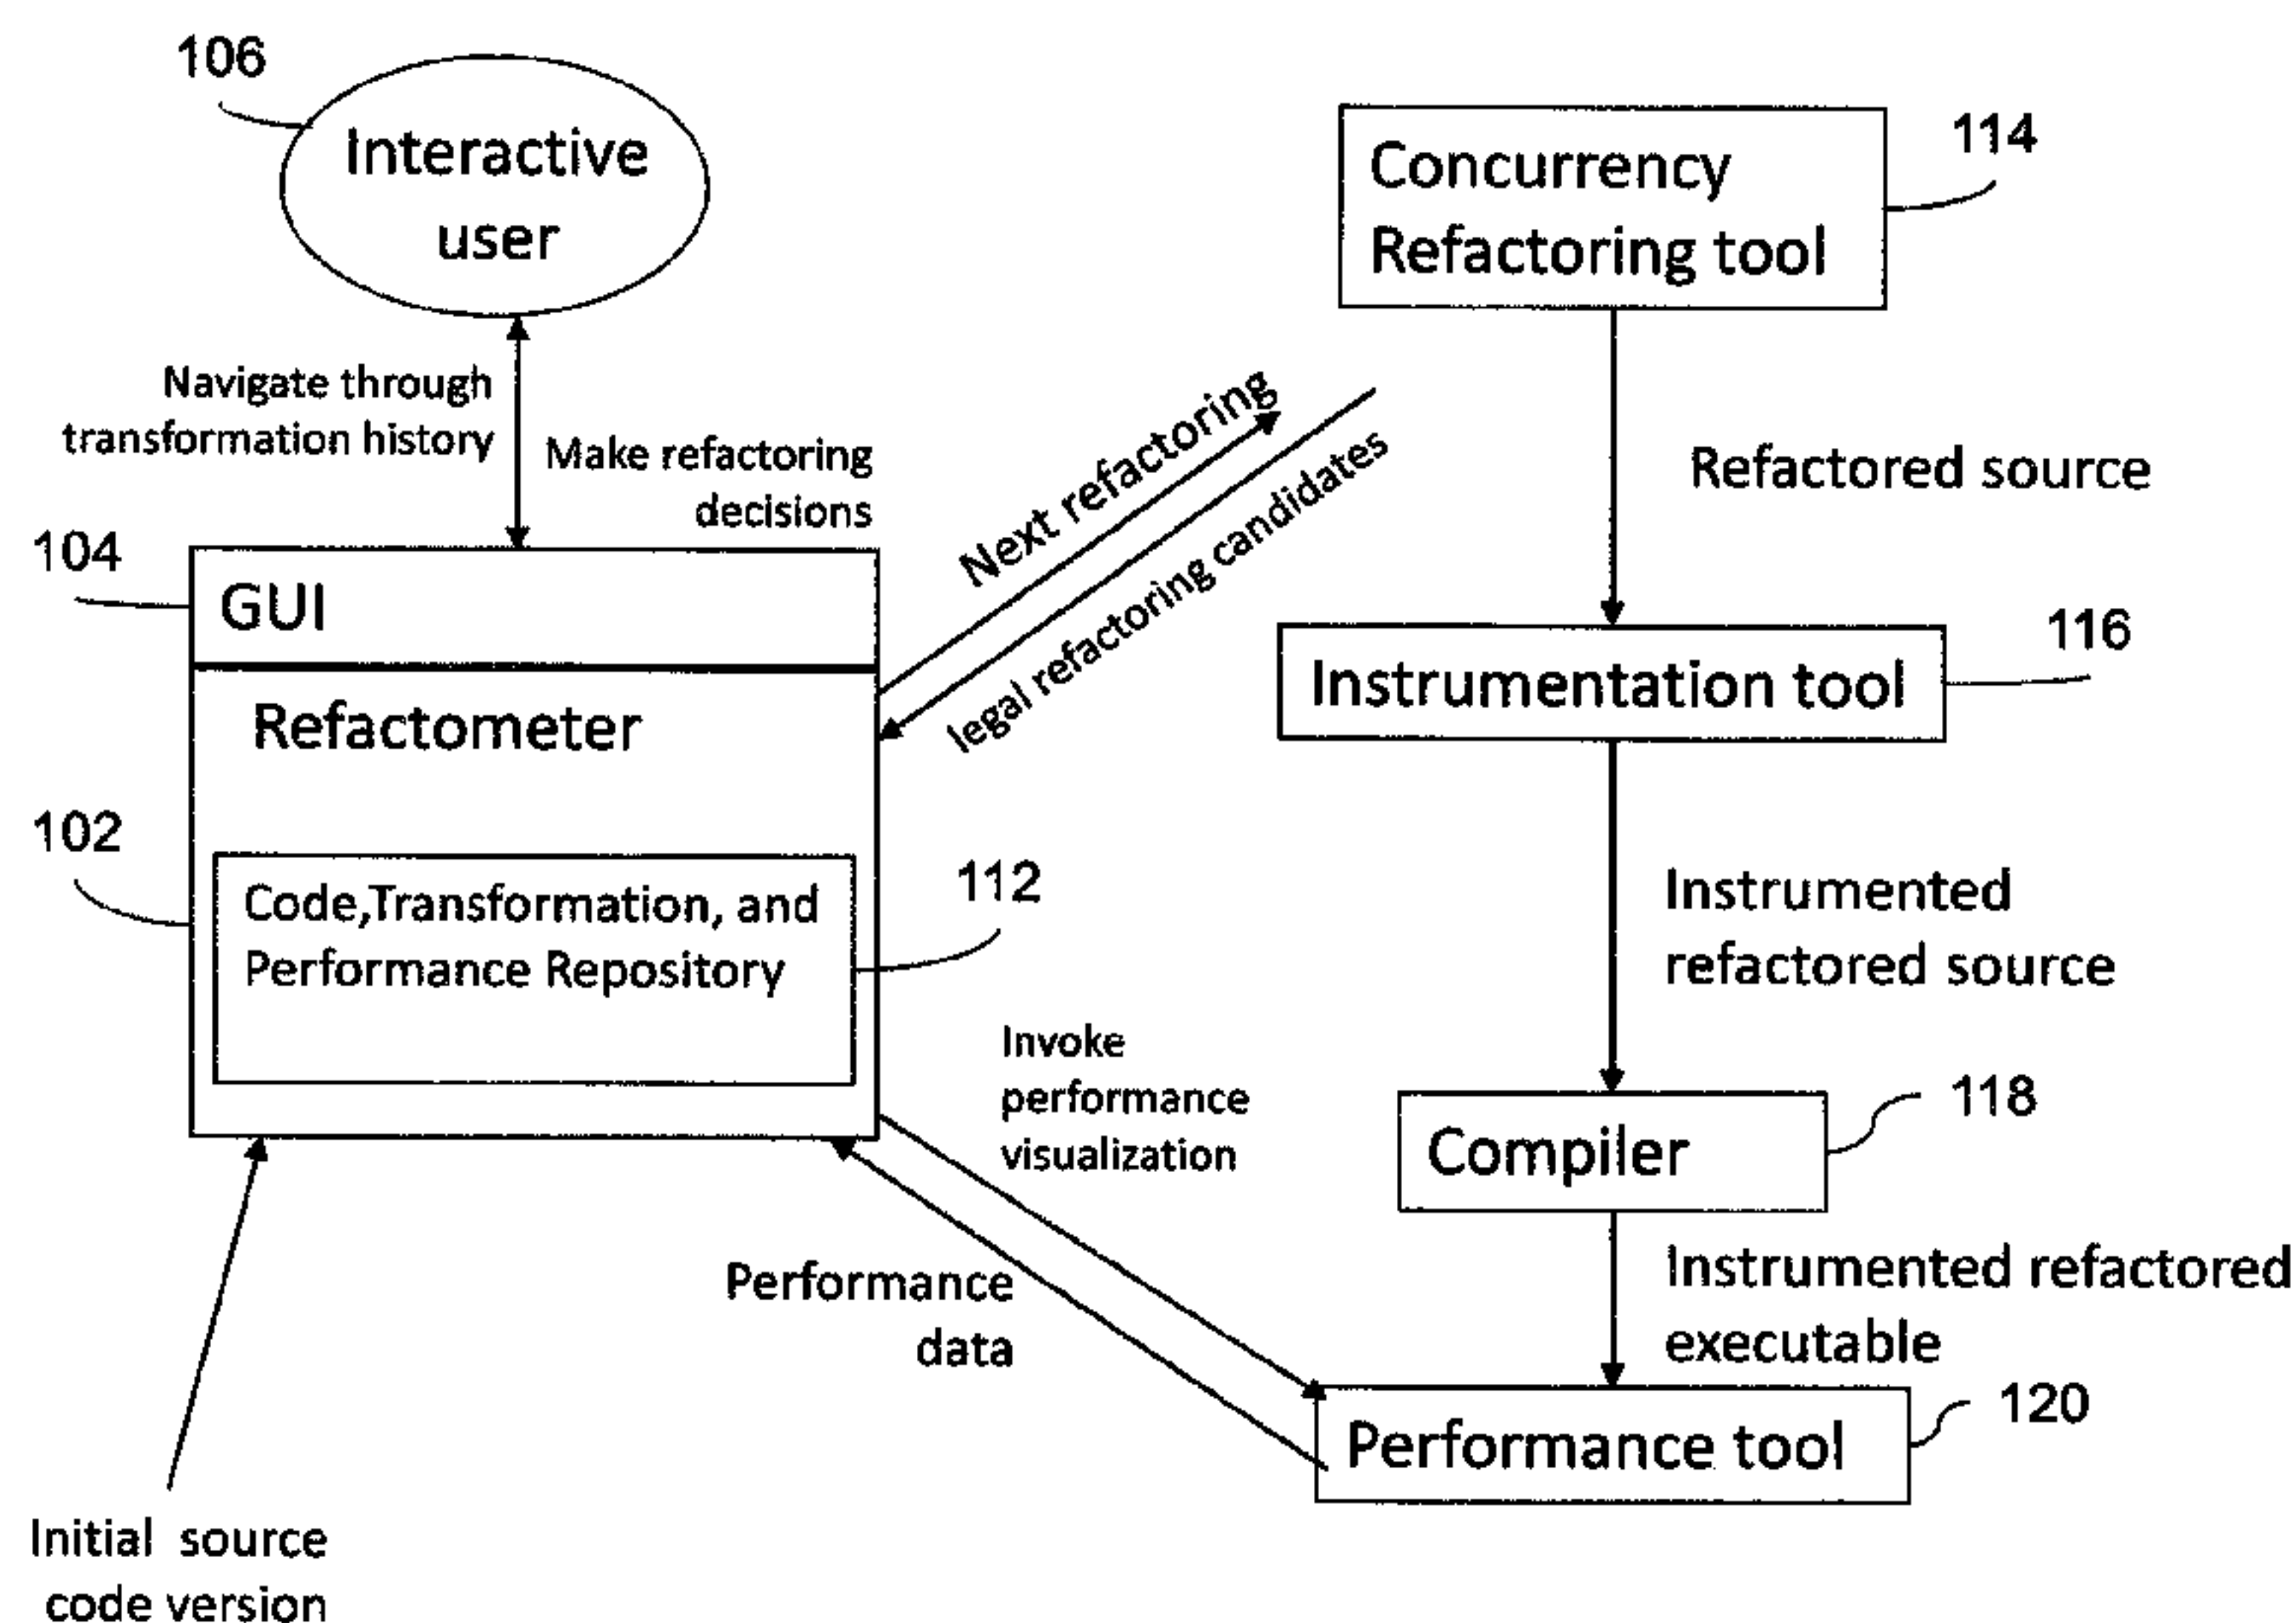 106
Interactive
user
Navigate through
transformation history
Make refactoring
decisions
104
GUI
Refactometer
102
Code,Transformation, and
Performance Repository
112
Next refactoring
legal refactoring candidates
Concurrency
Refactoring tool
114
Refactored source
Instrumentation tool
116
Instrumented
refactored source
Compiler
118
Instrumented refactored
executable
Performance tool
120
Invoke
performance
visualization
Performance
data
Initial source
code version